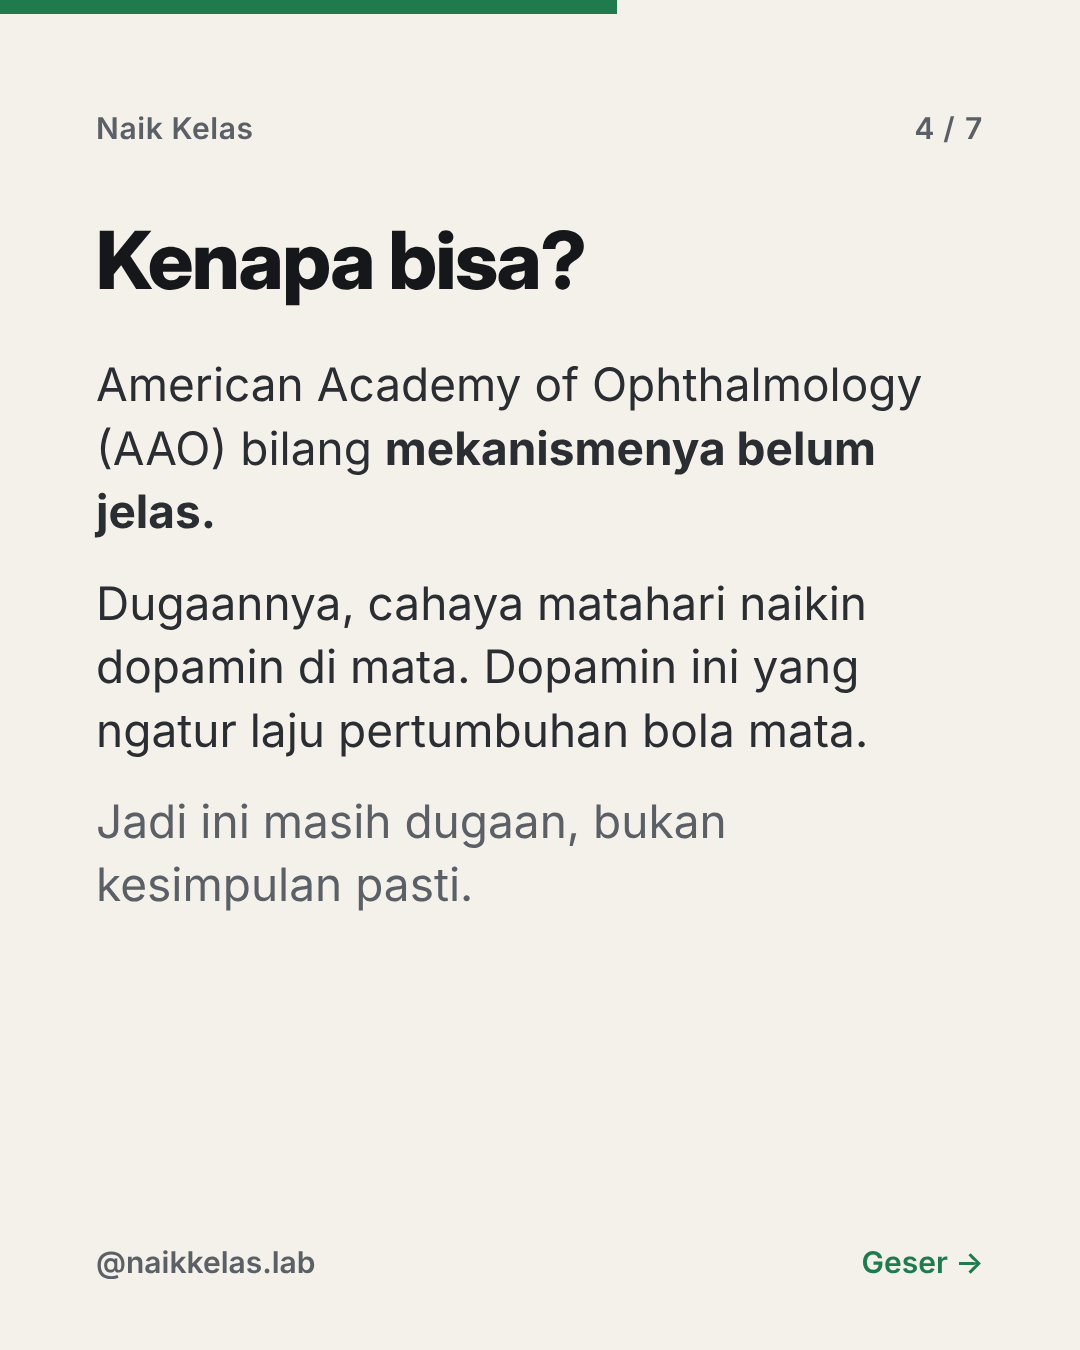 Naik Kelas
4 / 7
Kenapa bisa?
American Academy of Ophthalmology
(AAO) bilang mekanismenya belum
jelas.
Dugaannya, cahaya matahari naikin
dopamin di mata. Dopamin ini yang
ngatur laju pertumbuhan bola mata.
Jadi ini masih dugaan, bukan
kesimpulan pasti.
@naikkelas.lab
Geser →